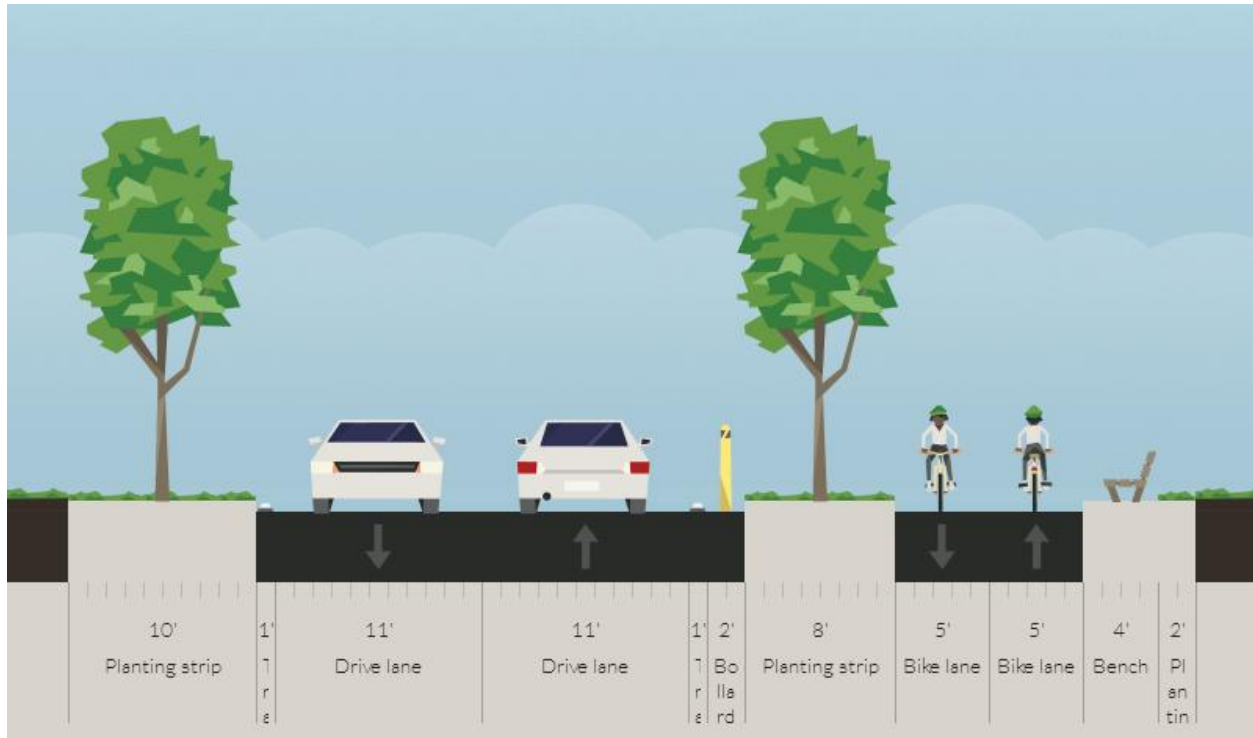 10' 1' 11' 11' 1' 2' 8' 5' 5' 4' 2'
Planting strip T Drive lane Drive lane T Bo Planting strip Bike lane Bike lane Bench Pl
r r lla an
rd tin